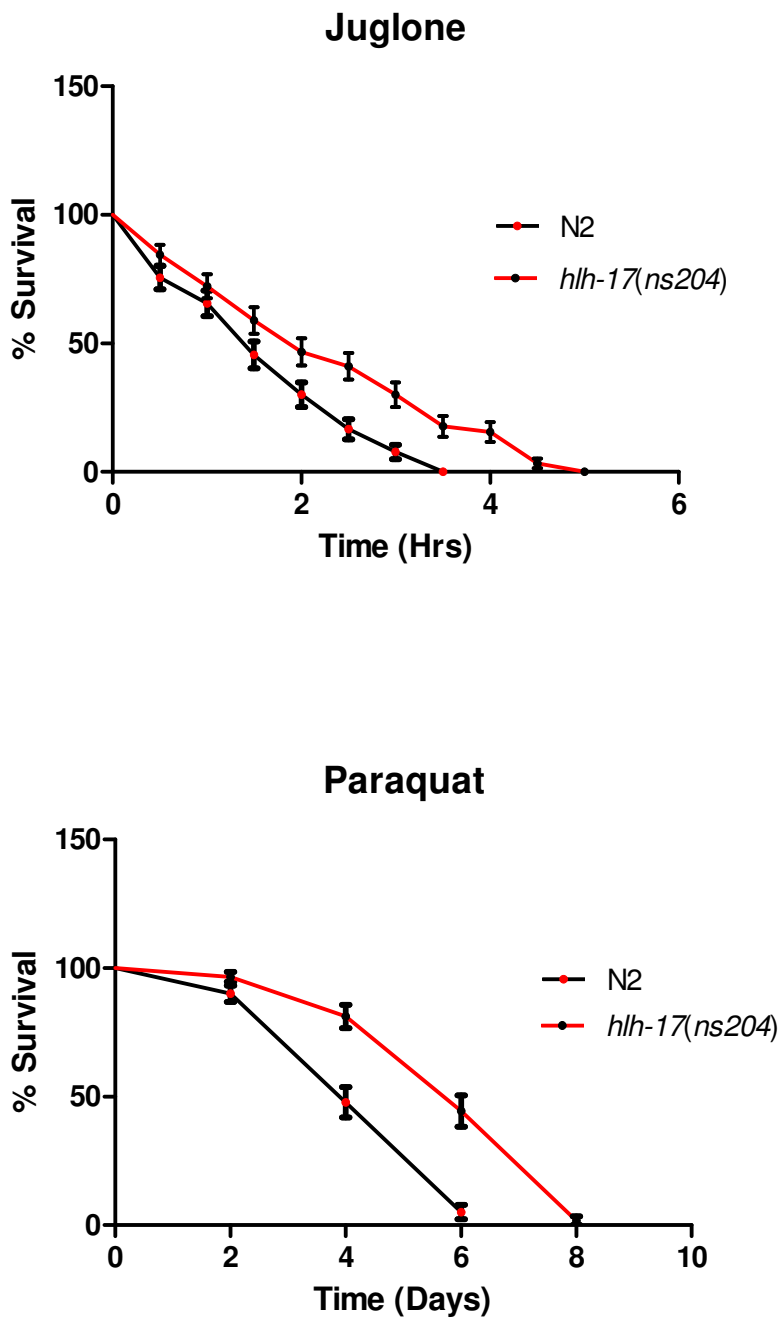 Juglone
150
100
50
0
% Survival
N2
hlh-17(ns204)
0 2 4 6
Time (Hrs)
Paraquat
150
100
50
0
% Survival
N2
hlh-17(ns204)
0 2 4 6 8 10
Time (Days)